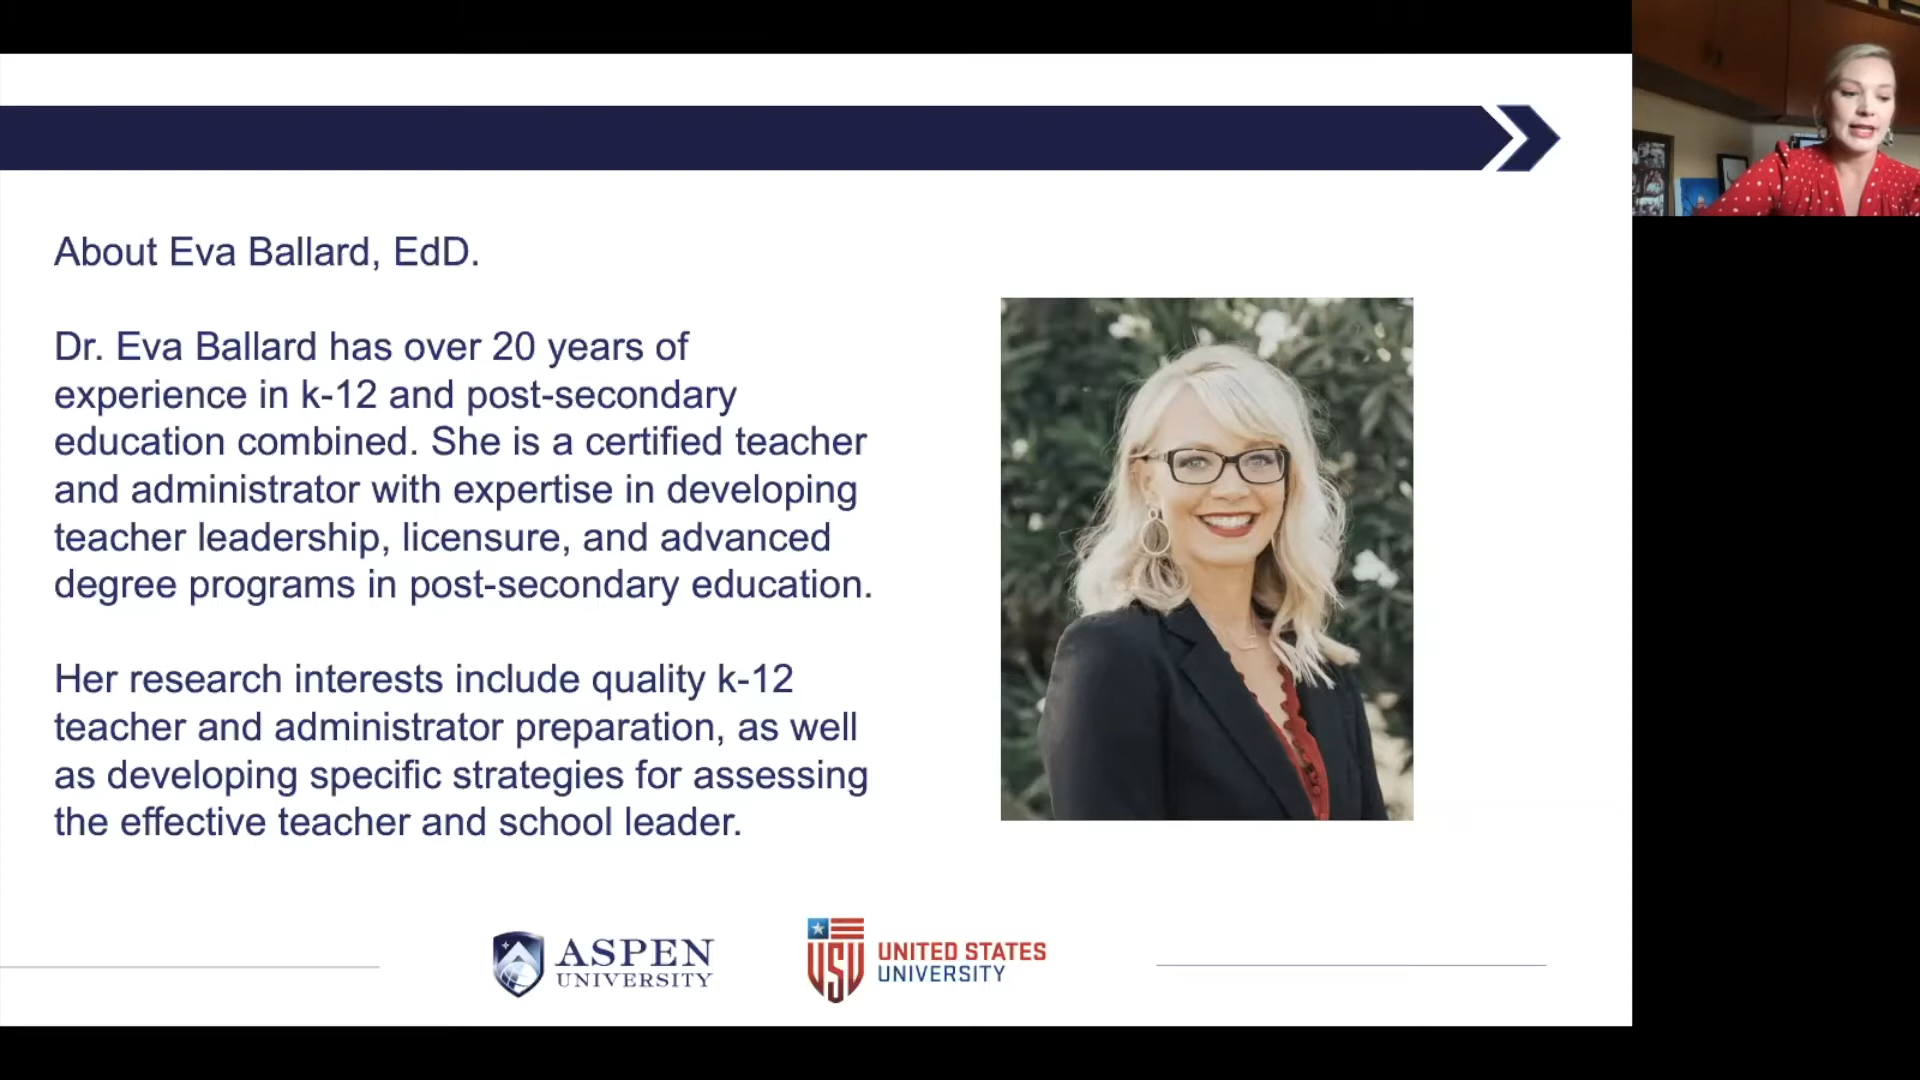 About Eva Ballard, EdD.
Dr. Eva Ballard has over 20 years of
experience in k-12 and post-secondary
education combined. She is a certified teacher
and administrator with expertise in developing
teacher leadership, licensure, and advanced
degree programs in post-secondary education.
Her research interests include quality k-12
teacher and administrator preparation, as well
as developing specific strategies for assessing
the effective teacher and school leader.
ASPEN
UNIVERSITY
USU
UNITED STATES
UNIVERSITY